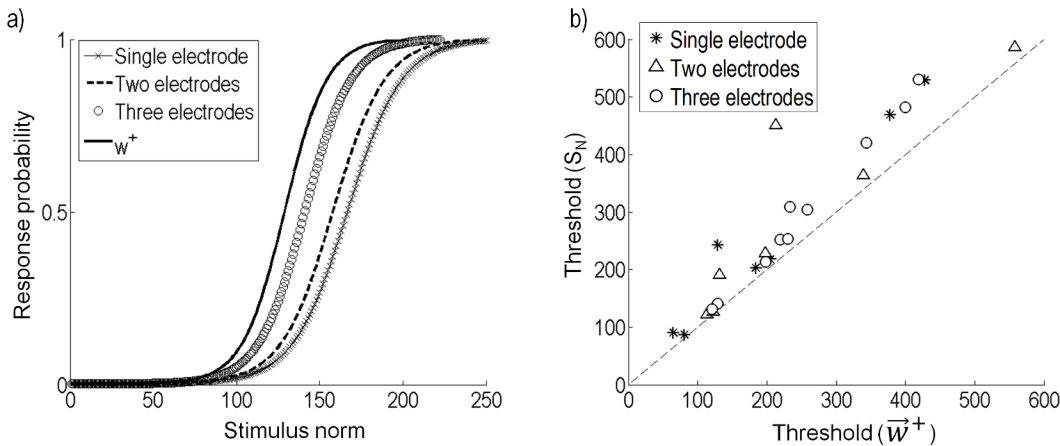 a)
Single electrode
Two electrodes
Three electrodes
w+
Response probability
1
0.5
0
0
50
100
150
200
250
Stimulus norm
b)
Single electrode
Two electrodes
Three electrodes
Threshold (SN)
600
500
400
300
200
100
0
0
100
200
300
400
500
600
Threshold (w+)